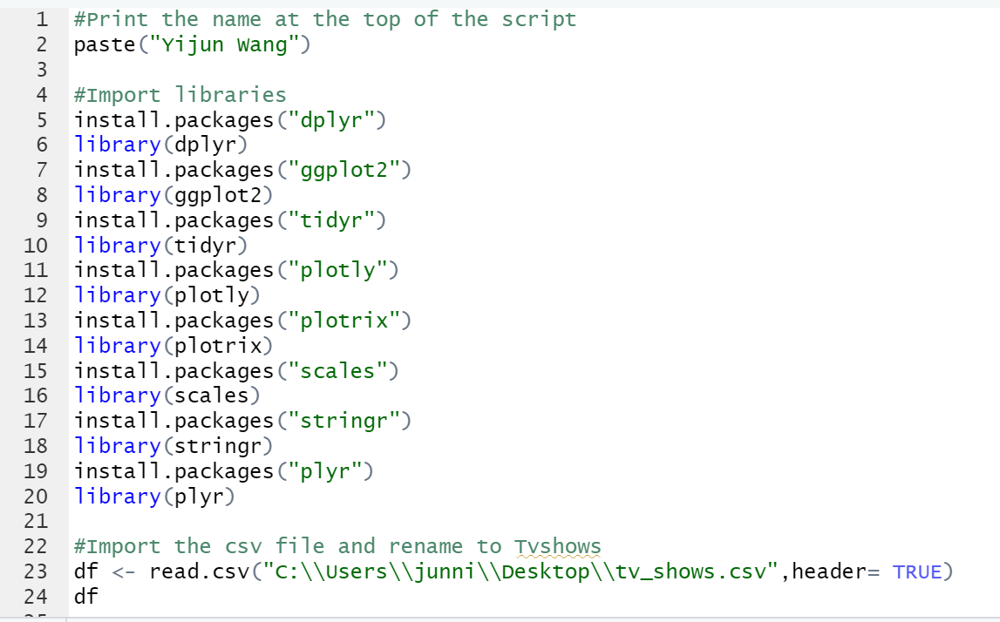 1 #Print the name at the top of the script
2 paste("Yijun Wang")
3
4 #Import libraries
5 install.packages("dplyr")
6 library(dplyr)
7 install.packages("ggplot2")
8 library(ggplot2)
9 install.packages("tidyr")
10 library(tidyr)
11 install.packages("plotly")
12 library(plotly)
13 install.packages("plotrix")
14 library(plotrix)
15 install.packages("scales")
16 library(scales)
17 install.packages("stringr")
18 library(stringr)
19 install.packages("plyr")
20 library(plyr)
21
22 #Import the csv file and rename to Tvshows
23 df <- read.csv("C:\\Users\\junni\\Desktop\\tv_shows.csv",header= TRUE)
24 df